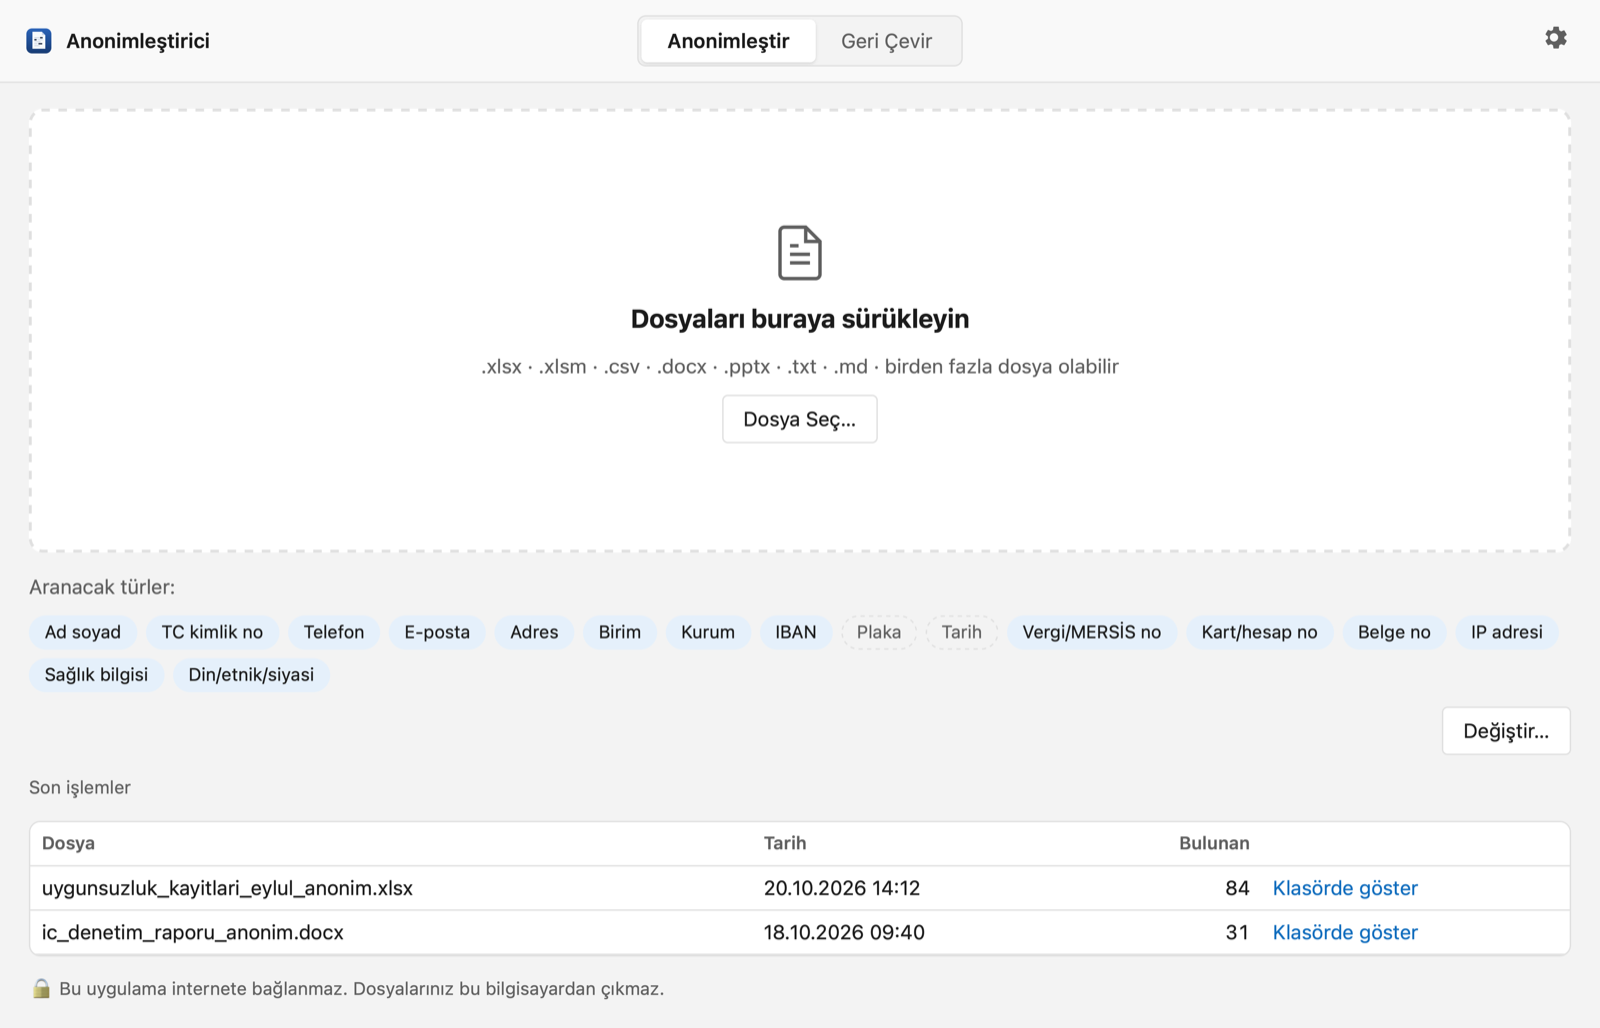 Anonimleştirici
Anonimleştir
Geri Çevir
Dosyaları buraya sürükleyin
.xlsx · .xlsm · .csv · .docx · .pptx · .txt · .md · birden fazla dosya olabilir
Dosya Seç...
Aranacak türler:
Ad soyad TC kimlik no Telefon E-posta Adres Birim Kurum IBAN Plaka Tarih Vergi/MERSİS no Kart/hesap no Belge no IP adresi
Sağlık bilgisi Din/etnik/siyasi
Değiştir...
Son işlemler
Dosya Tarih Bulunan
uygunsuzluk_kayitlari_eylul_anonim.xlsx 20.10.2026 14:12 84 Klasörde göster
ic_denetim_raporu_anonim.docx 18.10.2026 09:40 31 Klasörde göster
Bu uygulama internete bağlanmaz. Dosyalarınız bu bilgisayardan çıkmaz.